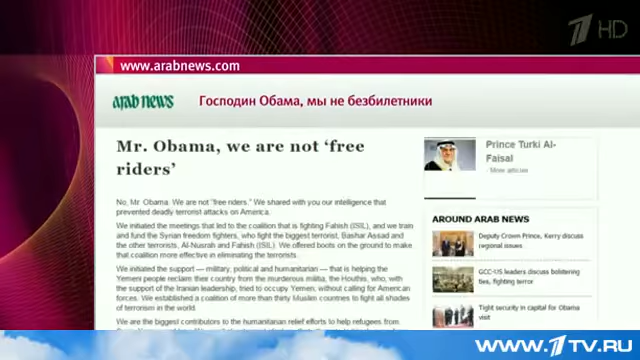 1 HD
www.arabnews.com
ARAB NEWS
Господин Обама, мы не безбилетники
Mr. Obama, we are not ‘free
riders’
No, Mr. Obama. We are not “free riders.” We shared with you our intelligence that
prevented deadly terrorist attacks on America.
We initiated the meetings that led to the coalition that is fighting Fahish (ISIL), and we train
and fund the Syrian freedom fighters, who fight the biggest terrorist, Bashar Assad and
the other terrorists, Al-Nusrah and Fahish (ISIL). We offered boots on the ground to make
that coalition more effective in eliminating the terrorists.
We initiated the support — military, political and humanitarian — that is helping the
Yemeni people reclaim their country from the murderous militia, the Houthis, who, with
the support of the Iranian leadership, tried to occupy Yemen, without calling for American
forces. We established a coalition of more than thirty Muslim countries to fight all shades
of terrorism in the world.
We are the biggest contributors to the humanitarian relief efforts to help refugees from
Prince Turki Al-
Faisal
More articles
AROUND ARAB NEWS
Deputy Crown Prince, Kerry discuss
regional issues
GCC-US leaders discuss bolstering
ties, fighting terror
Tight security in capital for Obama
visit
WWW.1TV.RU